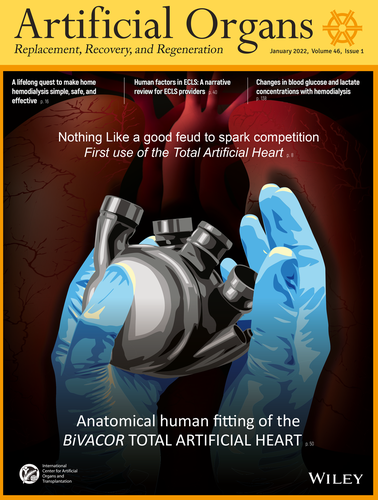 Artificial Organs
Replacement, Recovery, and Regeneration
January 2022, Volume 46, Issue 1
A lifelong quest to make home
hemodialysis simple, safe, and
effective p. 16
Human factors in ECLS: A narrative
review for ECLS providers p. 40
Changes in blood glucose and lactate
concentrations with hemodialysis
p. 138
Nothing Like a good feud to spark competition
First use of the Total Artificial Heart p. 9
Anatomical human fitting of the
BiVACOR TOTAL ARTIFICIAL HEART p. 50
International
Center for Artificial
Organs and
Transplantation
WILEY